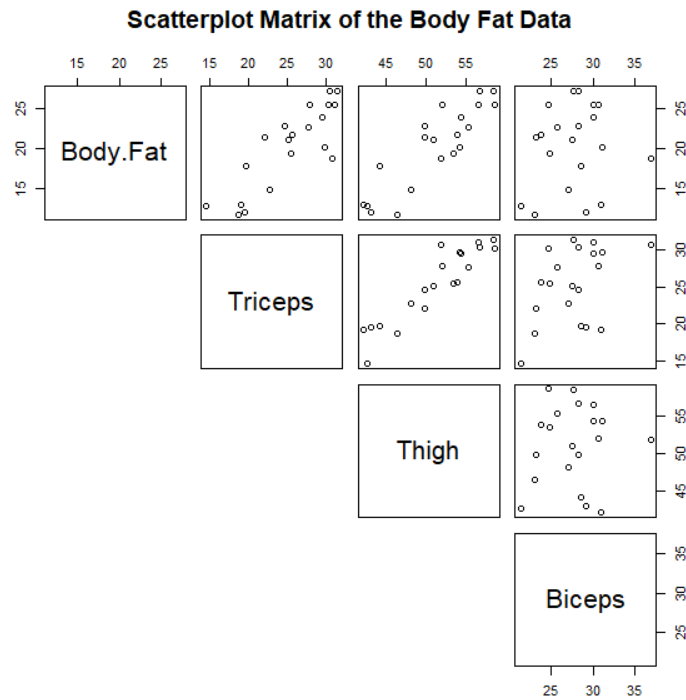 Scatterplot Matrix of the Body Fat Data
15 20 25 15 20 25 30 45 50 55 25 30 35
15 20 25
Body.Fat
Triceps
15 20 25 30
Thigh
45 50 55
Biceps
25 30 35
25 30 35